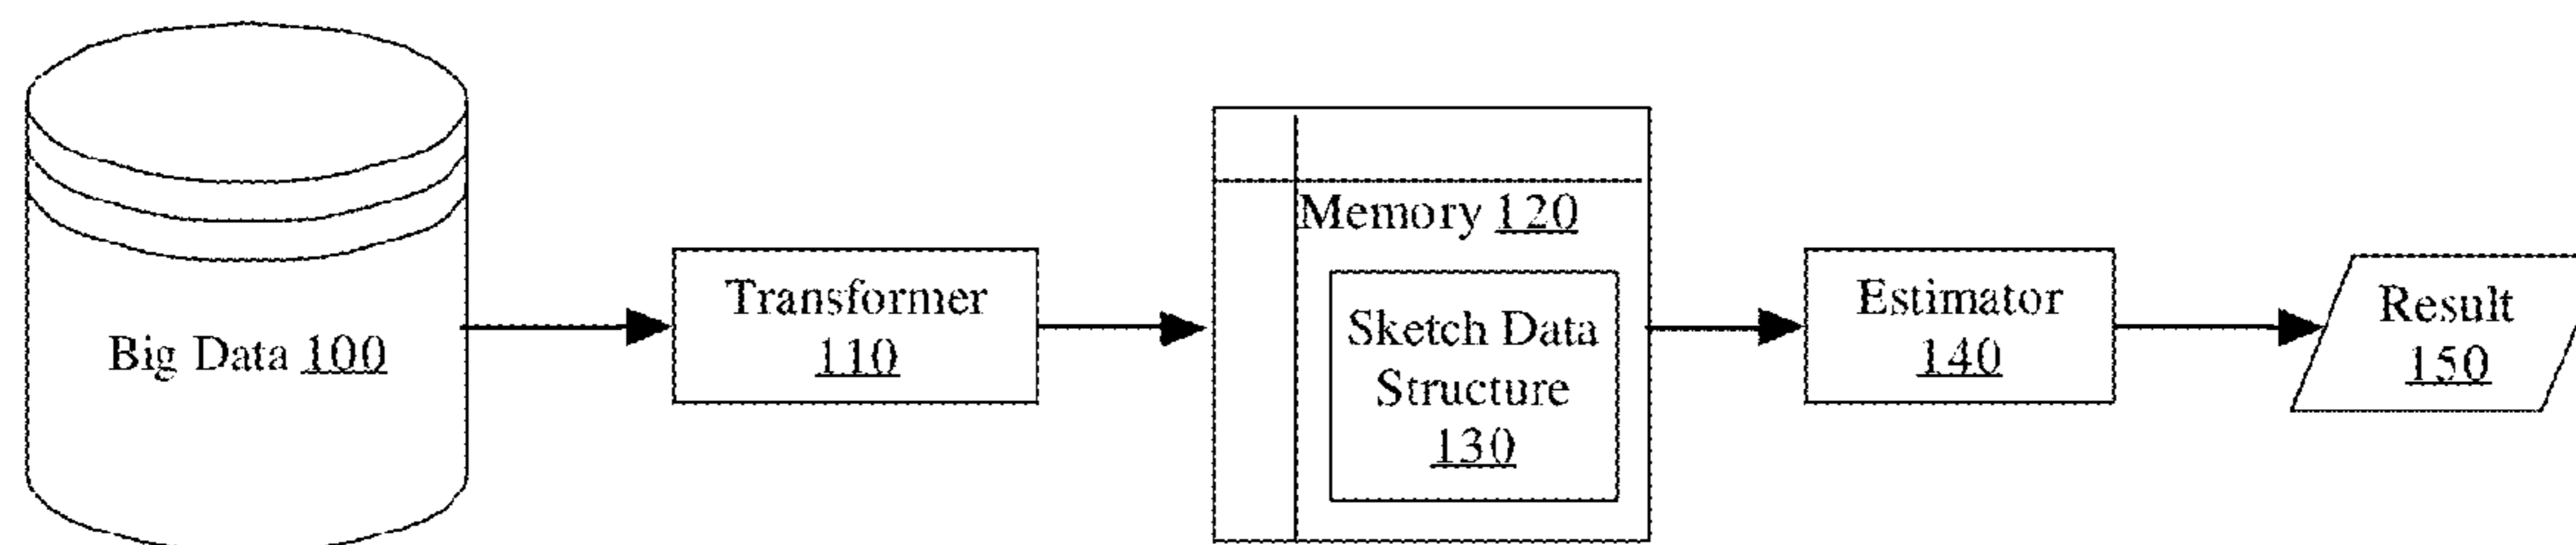 Big Data 100
Transformer
110
Memory 120
Sketch Data
Structure
130
Estimator
140
Result
150